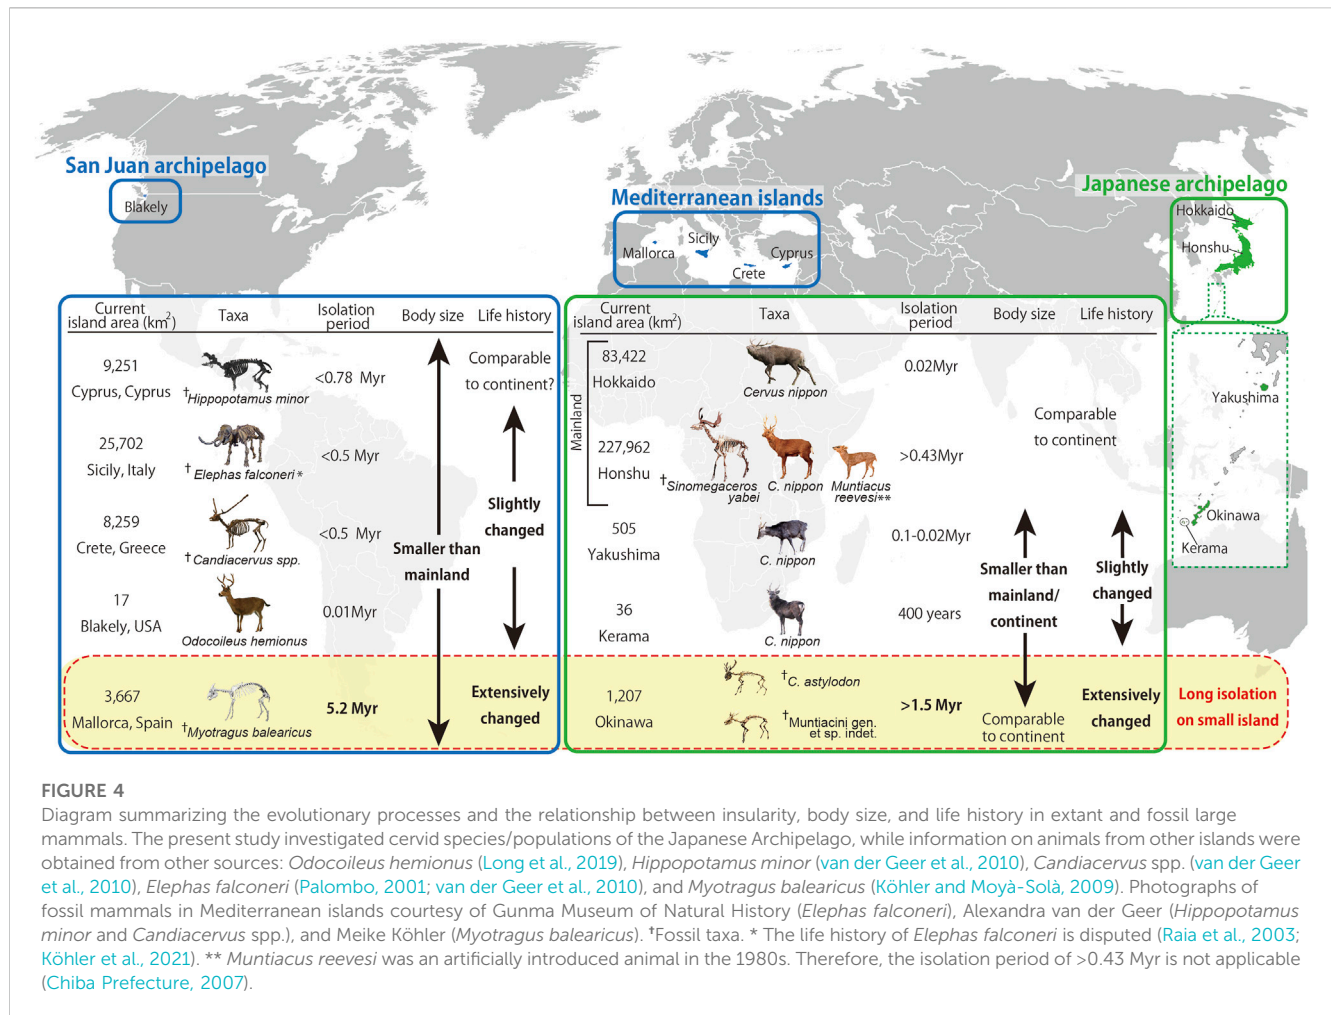 San Juan archipelago
Blakely
Mediterranean islands
Mallorca
Sicily
Crete
Cyprus
Japanese archipelago
Hokkaido
Honshu
Yakushima
Okinawa
Kerama
Current
island area (km²)
Taxa
Isolation
period
Body size
Life history
9,251
Cyprus, Cyprus
†Hippopotamus minor
<0.78 Myr
Comparable
to continent?
25,702
Sicily, Italy
† Elephas falconeri *
<0.5 Myr
Slightly
changed
8,259
Crete, Greece
†Candiacervus spp.
<0.5 Myr
Smaller than
mainland
17
Blakely, USA
Odocoileus hemionus
0.01Myr
3,667
Mallorca, Spain
†Myotragus balearicus
5.2 Myr
Extensively
changed
Current
island area (km²)
Taxa
Isolation
period
Body size
Life history
Mainland
83,422
Hokkaido
Cervus nippon
0.02Myr
227,962
Honshu
†Sinomegaceros
yabei
C. nippon
Muntiacus
reevesi**
>0.43Myr
Comparable
to continent
505
Yakushima
C. nippon
0.1-0.02Myr
Smaller than
mainland/
continent
Slightly
changed
36
Kerama
C. nippon
400 years
1,207
Okinawa
†C. astylodon
†Muntiacini gen.
et sp. indet.
>1.5 Myr
Comparable
to continent
Extensively
changed
Long isolation
on small island
FIGURE 4
Diagram summarizing the evolutionary processes and the relationship between insularity, body size, and life history in extant and fossil large
mammals. The present study investigated cervid species/populations of the Japanese Archipelago, while information on animals from other islands were
obtained from other sources: Odocoileus hemionus (Long et al., 2019), Hippopotamus minor (van der Geer et al., 2010), Candiacervus spp. (van der Geer
et al., 2010), Elephas falconeri (Palombo, 2001; van der Geer et al., 2010), and Myotragus balearicus (Köhler and Moyà-Solà, 2009). Photographs of
fossil mammals in Mediterranean islands courtesy of Gunma Museum of Natural History (Elephas falconeri), Alexandra van der Geer (Hippopotamus
minor and Candiacervus spp.), and Meike Köhler (Myotragus balearicus). †Fossil taxa. * The life history of Elephas falconeri is disputed (Raia et al., 2003;
Köhler et al., 2021). ** Muntiacus reevesi was an artificially introduced animal in the 1980s. Therefore, the isolation period of >0.43 Myr is not applicable
(Chiba Prefecture, 2007).